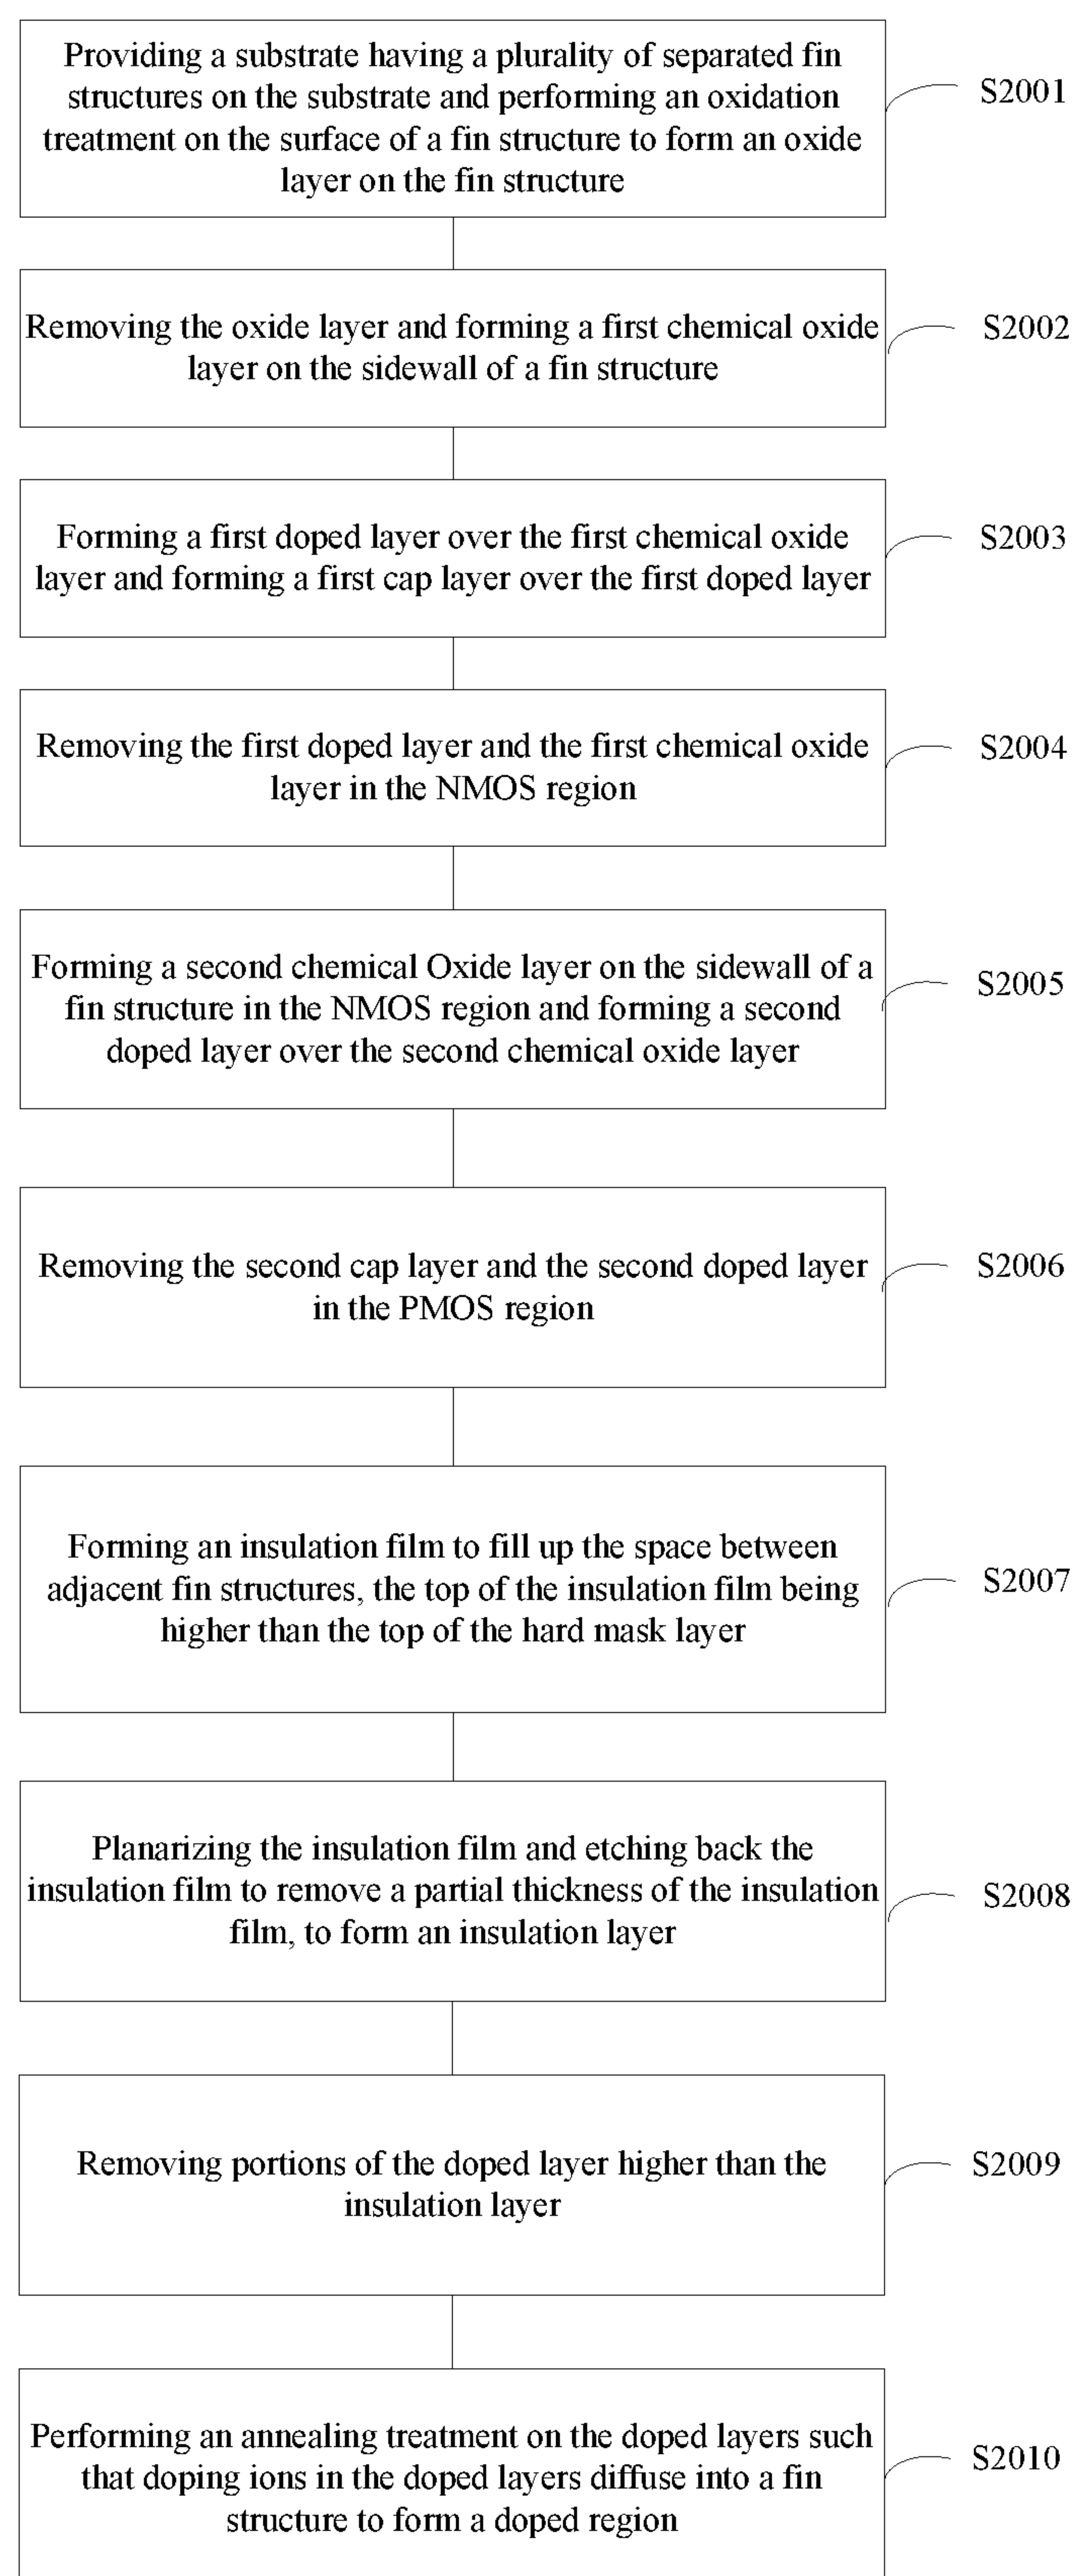 Providing a substrate having a plurality of separated fin
structures on the substrate and performing an oxidation
treatment on the surface of a fin structure to form an oxide
layer on the fin structure
S2001
Removing the oxide layer and forming a first chemical oxide
layer on the sidewall of a fin structure
S2002
Forming a first doped layer over the first chemical oxide
layer and forming a first cap layer over the first doped layer
S2003
Removing the first doped layer and the first chemical oxide
layer in the NMOS region
S2004
Forming a second chemical Oxide layer on the sidewall of a
fin structure in the NMOS region and forming a second
doped layer over the second chemical oxide layer
S2005
Removing the second cap layer and the second doped layer
in the PMOS region
S2006
Forming an insulation film to fill up the space between
adjacent fin structures, the top of the insulation film being
higher than the top of the hard mask layer
S2007
Planarizing the insulation film and etching back the
insulation film to remove a partial thickness of the insulation
film, to form an insulation layer
S2008
Removing portions of the doped layer higher than the
insulation layer
S2009
Performing an annealing treatment on the doped layers such
that doping ions in the doped layers diffuse into a fin
structure to form a doped region
S2010